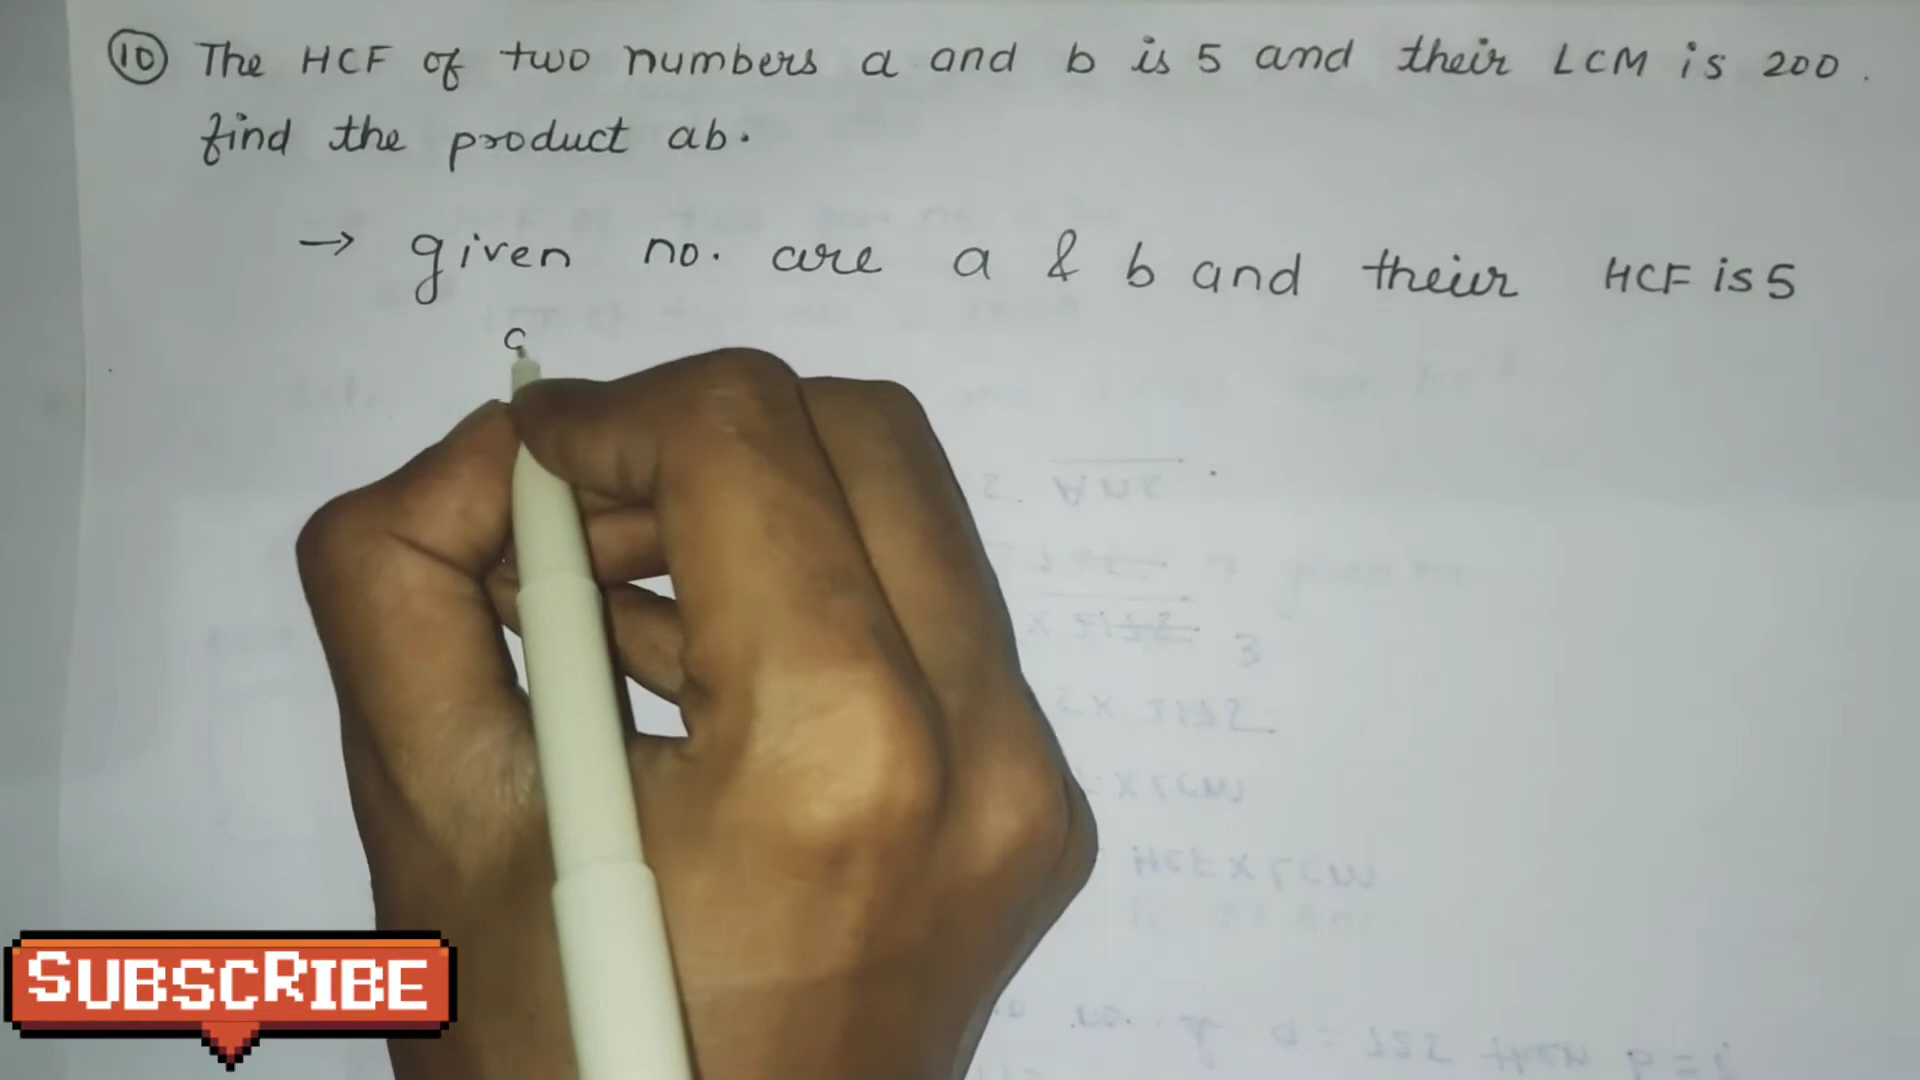 10 The HCF of two numbers a and b is 5 and their LCM is 200.
find the product ab.
→ given no. are a & b and their HCF is 5
SUBSCRIBE